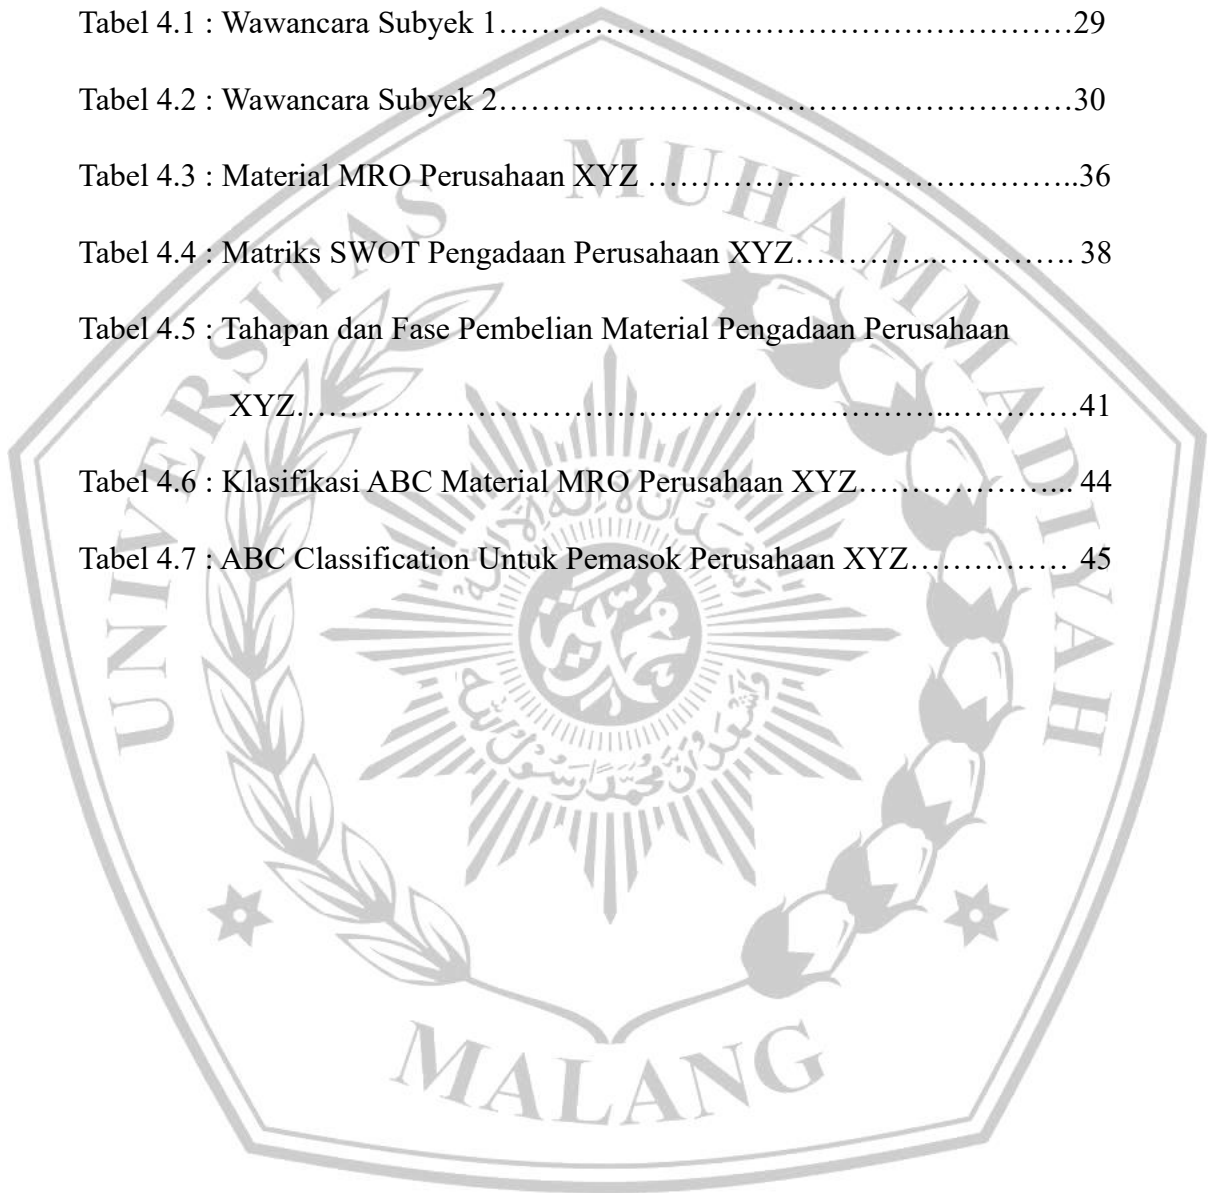 Tabel 4.1 : Wawancara Subyek 1………………………………………………………29
Tabel 4.2 : Wawancara Subyek 2………………………………………………………30
Tabel 4.3 : Material MRO Perusahaan XYZ …………………………………..36
Tabel 4.4 : Matriks SWOT Pengadaan Perusahaan XYZ…………..…………. 38
Tabel 4.5 : Tahapan dan Fase Pembelian Material Pengadaan Perusahaan
XYZ……………………………………………………..…………41
Tabel 4.6 : Klasifikasi ABC Material MRO Perusahaan XYZ………………... 44
Tabel 4.7 : ABC Classification Untuk Pemasok Perusahaan XYZ…………… 45
UNIVERSITAS MUHAMMADIYAH
MALANG